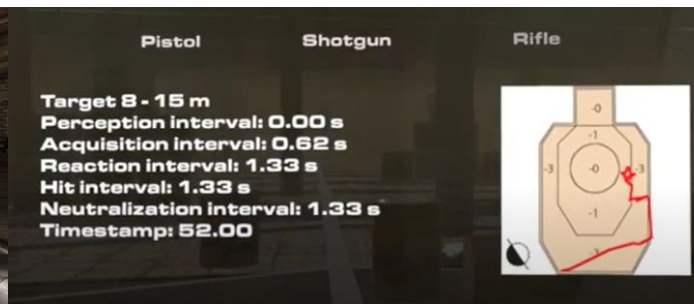 Pistol Shotgun Rifle
Target 8 - 15 m
Perception interval: 0.00 s
Acquisition interval: 0.62 s
Reaction interval: 1.33 s
Hit interval: 1.33 s
Neutralization interval: 1.33 s
Timestamp: 52.00
-0
-1
-3 -0 -3
-1
-3